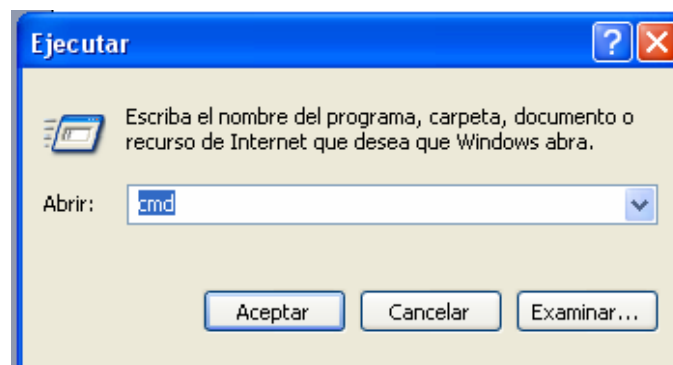 Ejecutar
Escriba el nombre del programa, carpeta, documento o
recurso de Internet que desea que Windows abra.
Abrir: cmd
Aceptar Cancelar Examinar...